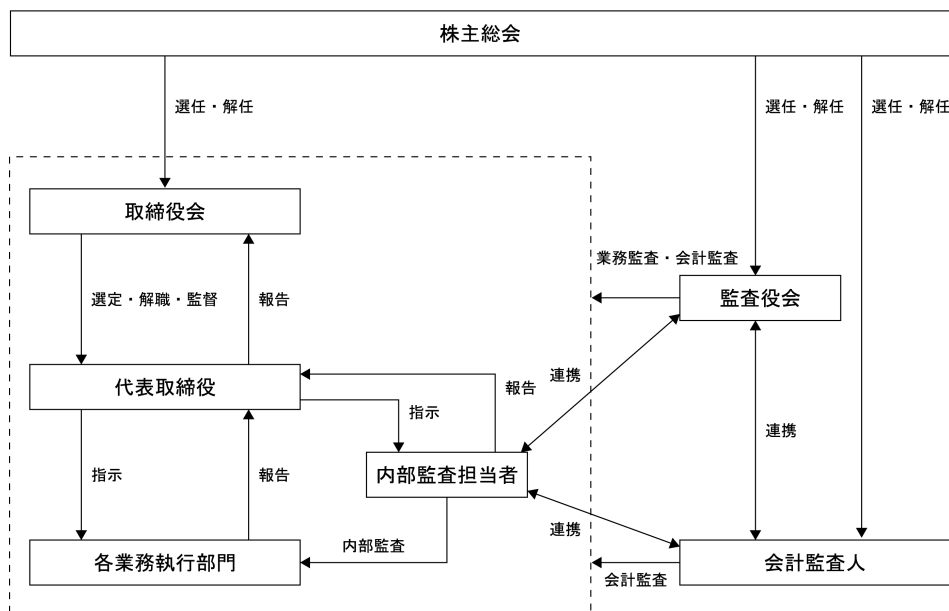 株主総会
選任・解任
選任・解任
選任・解任
取締役会
業務監査・会計監査
監査役会
選定・解職・監督
報告
代表取締役
報告
連携
指示
連携
内部監査担当者
指示
報告
連携
内部監査
各業務執行部門
会計監査人
会計監査